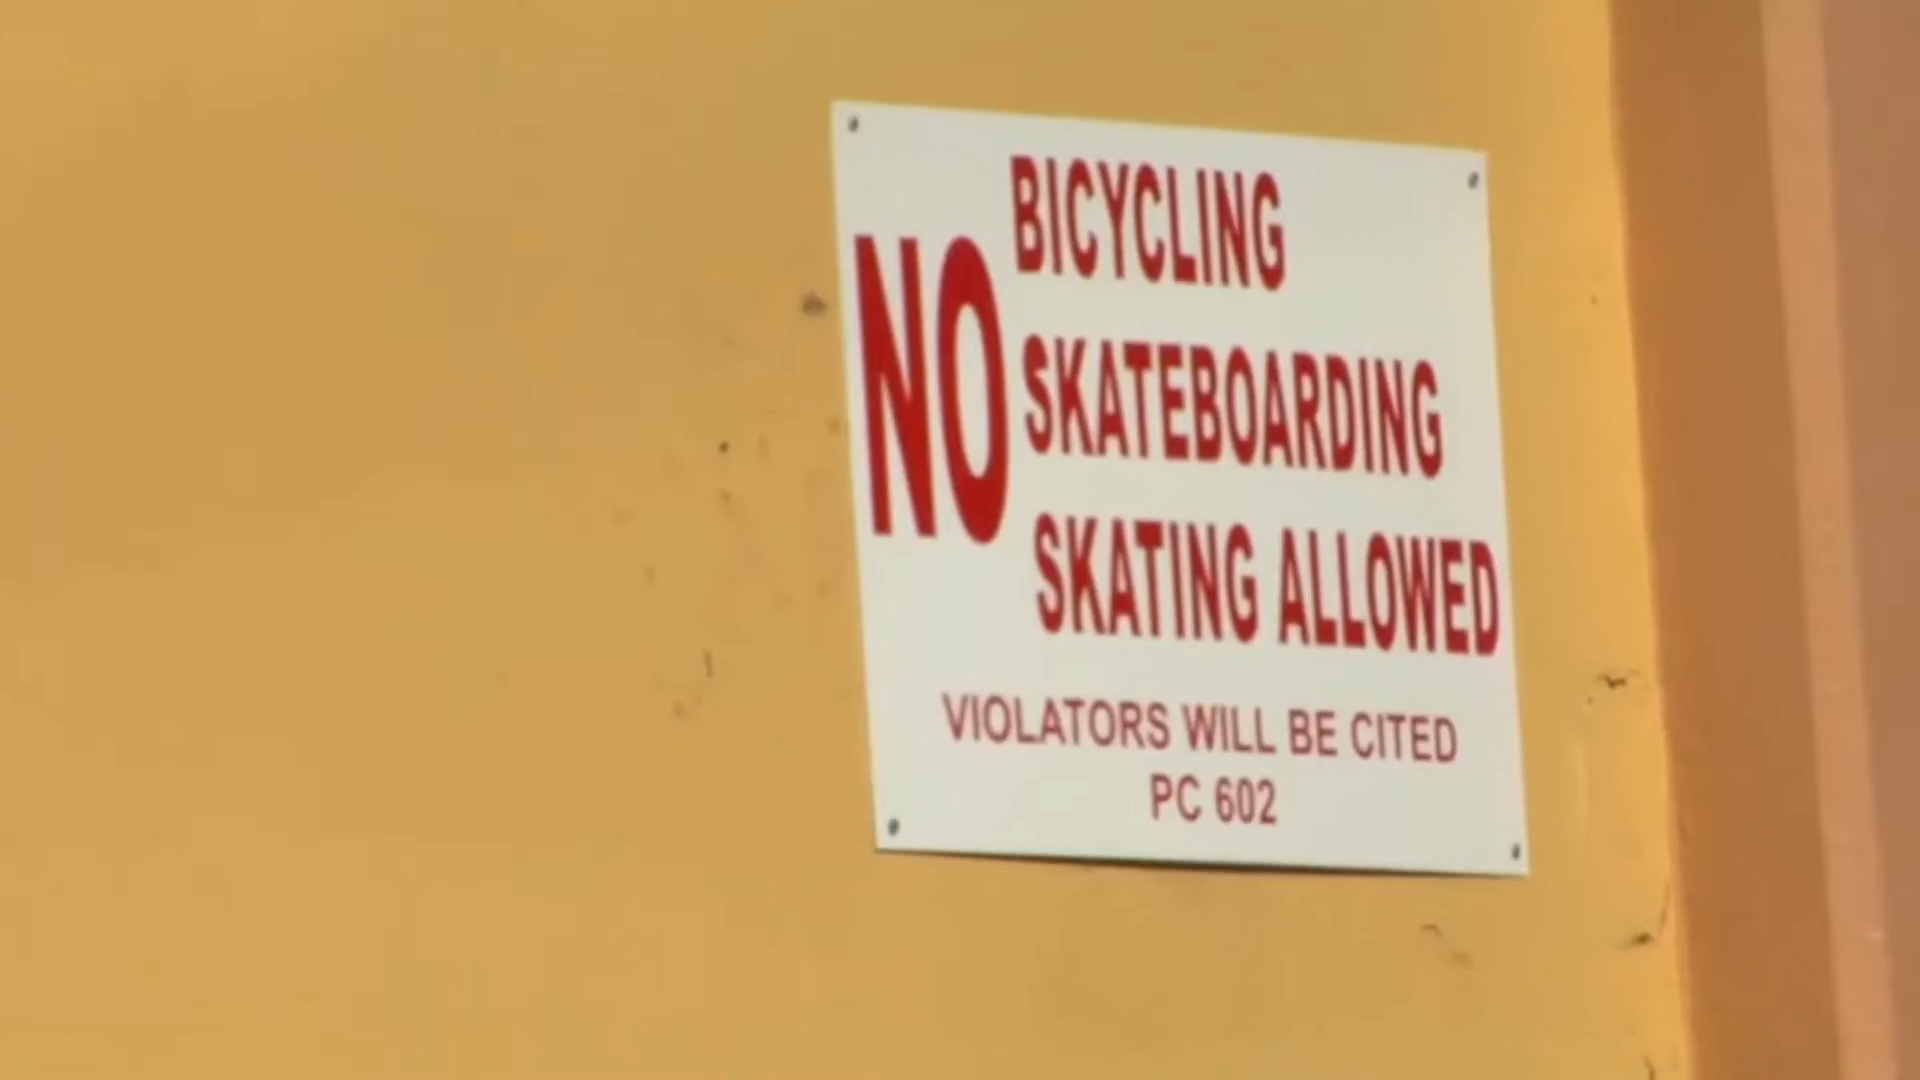 BICYCLING
NO SKATEBOARDING
SKATING ALLOWED
VIOLATORS WILL BE CITED
PC 602